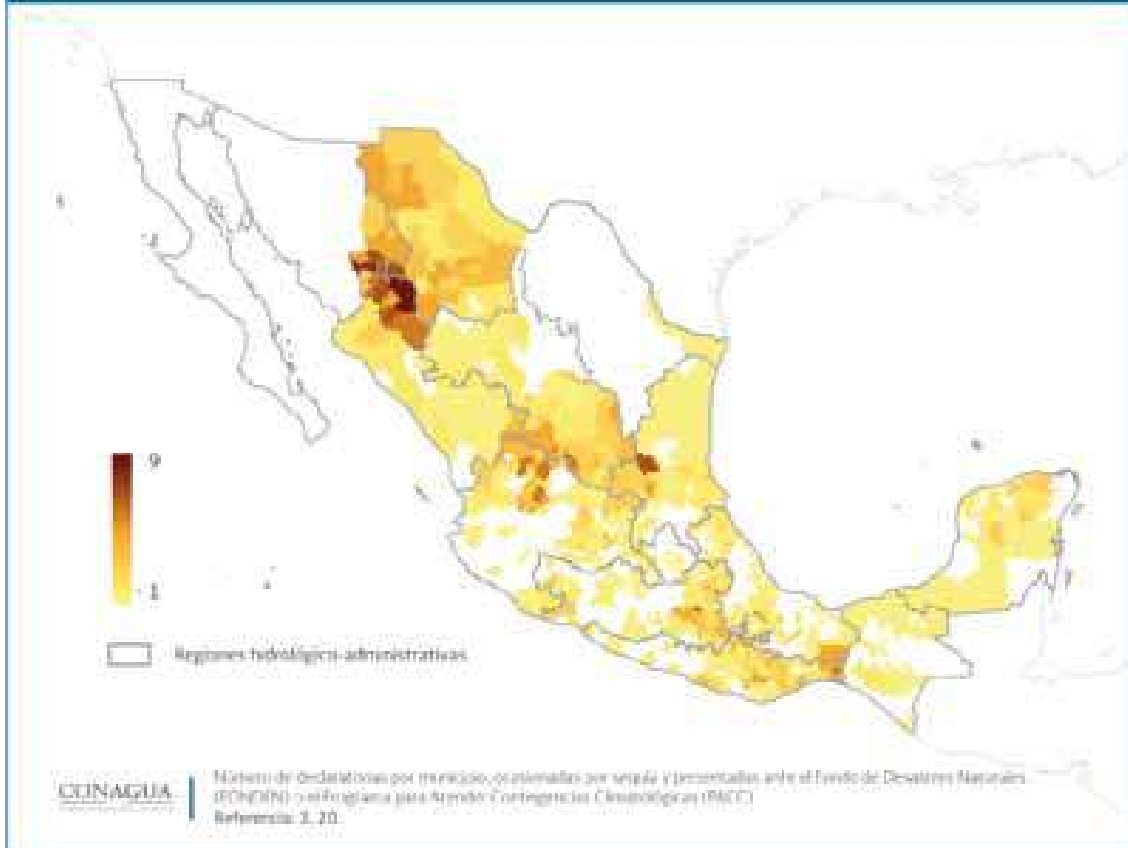 9
1
Regiones hidrológico-administrativas
CONAGUA
Número de declaratorias por municipio, ocasionadas por sequía y presentadas ante el Fondo de Desastres Naturales
(FONDEN) o el Programa para Atender Contingencias Climatológicas (PACC)
Referencia: 3, 20.